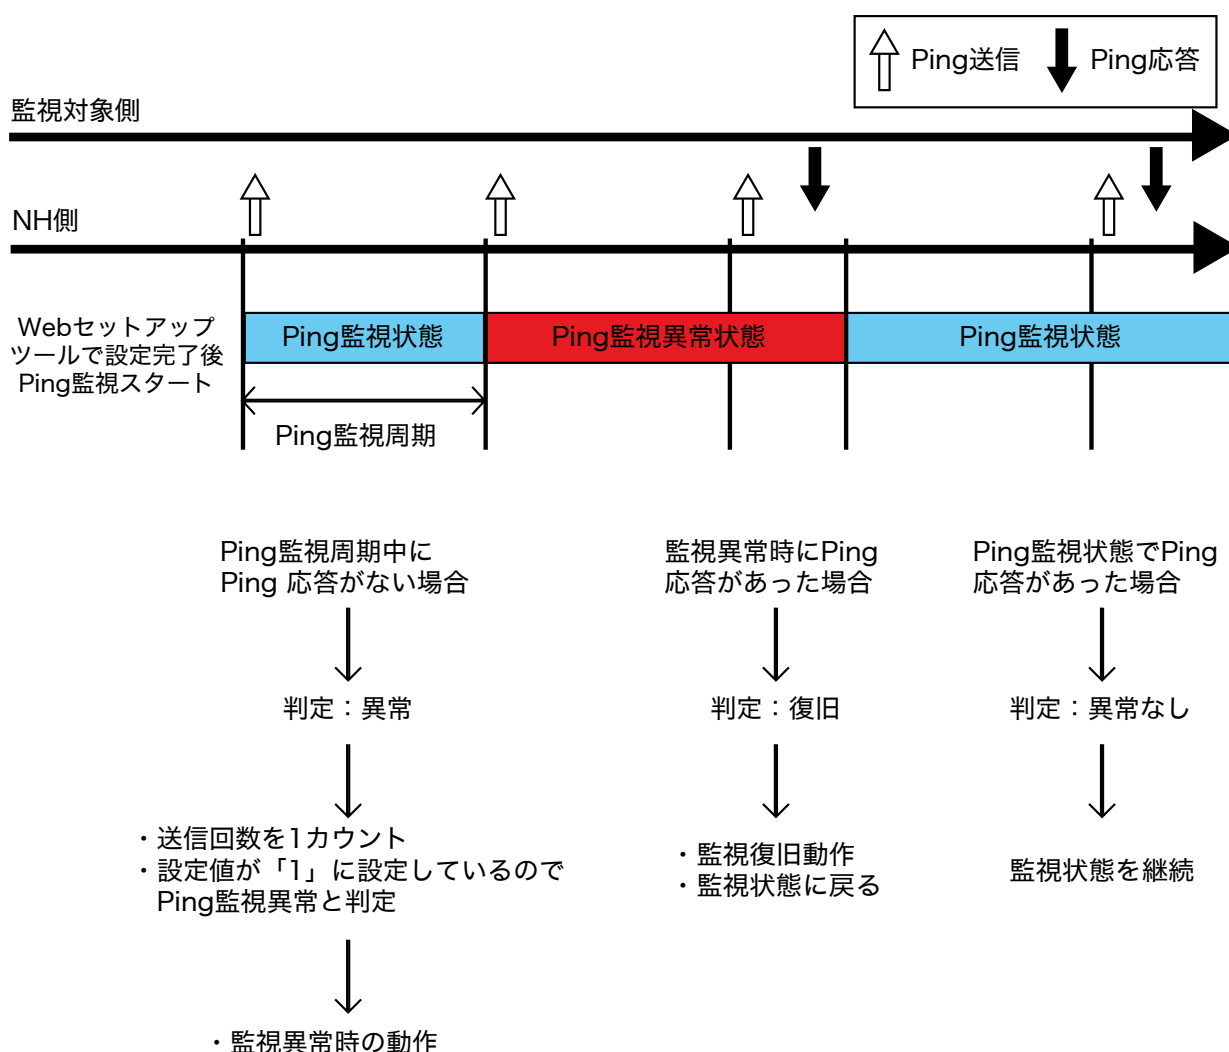 Ping送信
Ping応答
監視対象側
NH側
Webセットアップ
ツールで設定完了後
Ping監視スタート
Ping監視状態
Ping監視異常状態
Ping監視状態
Ping監視周期
Ping監視周期中に
Ping 応答がない場合
判定：異常
・送信回数を1カウント
・設定値が「1」に設定しているので
Ping監視異常と判定
・監視異常時の動作
監視異常時にPing
応答があった場合
判定：復旧
・監視復旧動作
・監視状態に戻る
Ping監視状態でPing
応答があった場合
判定：異常なし
監視状態を継続